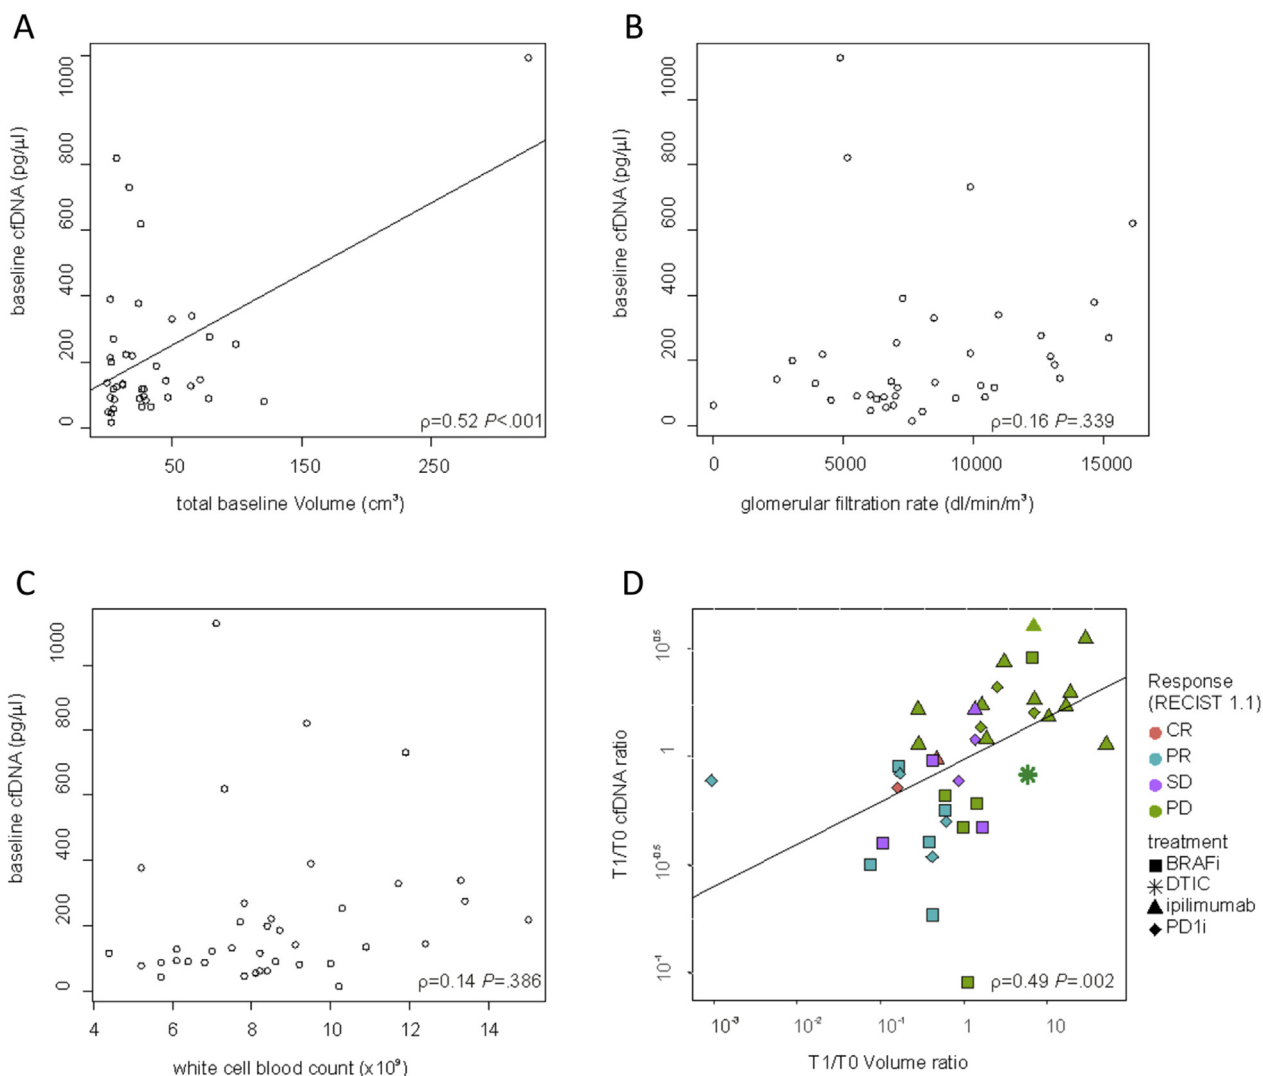 A
baseline cfDNA (pg/µl)
1000
800
600
400
200
0
ρ=0.52 P<.001
50
150
250
total baseline Volume (cm³)
B
baseline cfDNA (pg/µl)
1000
800
600
400
200
0
ρ=0.16 P=.339
0
5000
10000
15000
glomerular filtration rate (dl/min/m³)
C
baseline cfDNA (pg/µl)
1000
800
600
400
200
0
ρ=0.14 P=.386
4
6
8
10
12
14
white cell blood count (x10⁹)
D
T1/T0 cfDNA ratio
10⁰·⁵
1
10⁰·⁵
10⁻¹
ρ=0.49 P=.002
10⁻³
10⁻²
10⁻¹
1
10
T1/T0 Volume ratio
Response
(RECIST 1.1)
CR
PR
SD
PD
treatment
BRAFi
DTIC
ipilimumab
PD1i